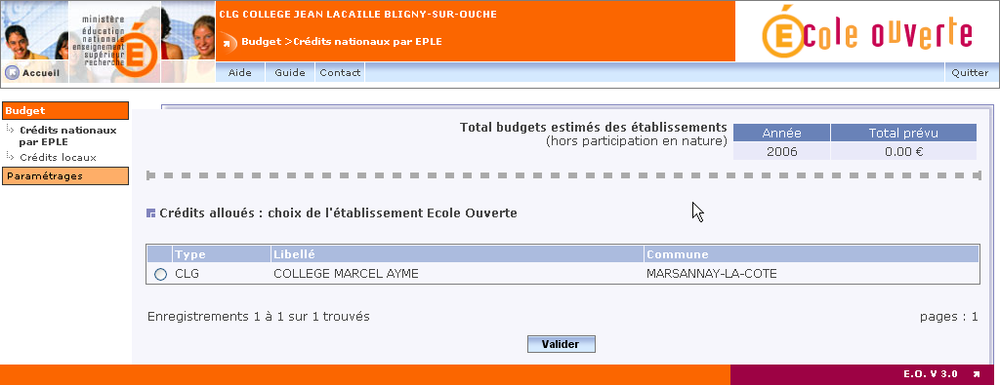 CLG COLLEGE JEAN LACAILLE BLIGNY-SUR-OUCHE
ministère
éducation
nationale
enseignement
supérieur
recherche
É
Budget >Crédits nationaux par EPLE
École ouverte
Accueil
Aide
Guide
Contact
Quitter
Budget
Crédits nationaux
par EPLE
Crédits locaux
Paramétrages
Total budgets estimés des établissements
(hors participation en nature)
Année Total prévu
2006 0.00 €
Crédits alloués : choix de l'établissement Ecole Ouverte
Type Libellé Commune
CLG COLLEGE MARCEL AYME MARSANNAY-LA-COTE
Enregistrements 1 à 1 sur 1 trouvés pages : 1
Valider
E.O. V 3.0